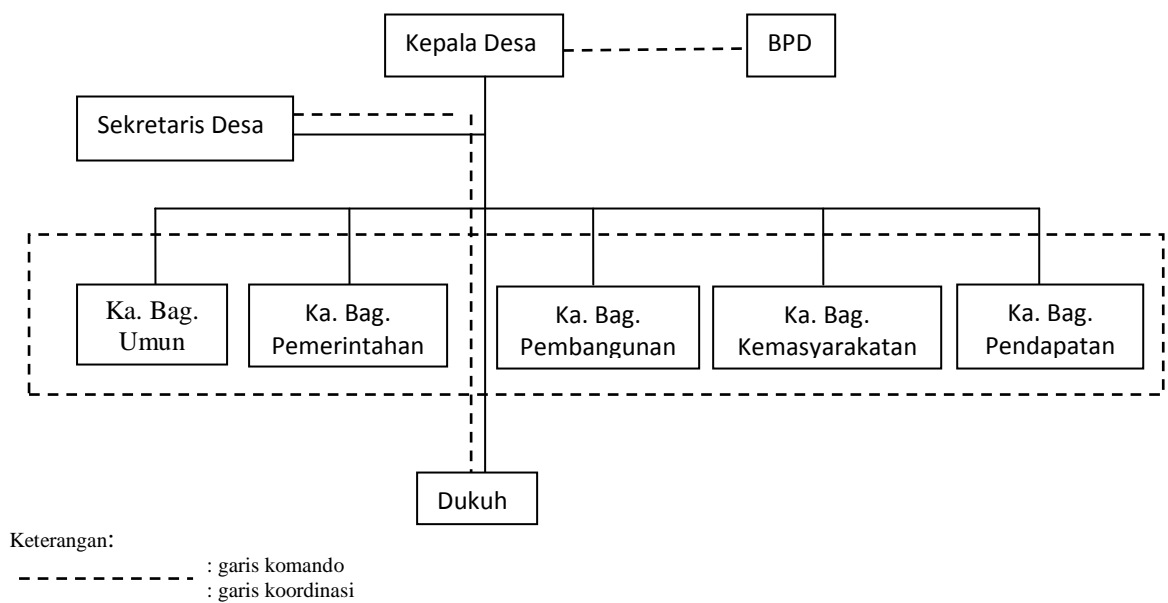 Kepala Desa
BPD
Sekretaris Desa
Ka. Bag.
Umun
Ka. Bag.
Pemerintahan
Ka. Bag.
Pembangunan
Ka. Bag.
Kemasyarakatan
Ka. Bag.
Pendapatan
Dukuh
Keterangan:
: garis komando
: garis koordinasi